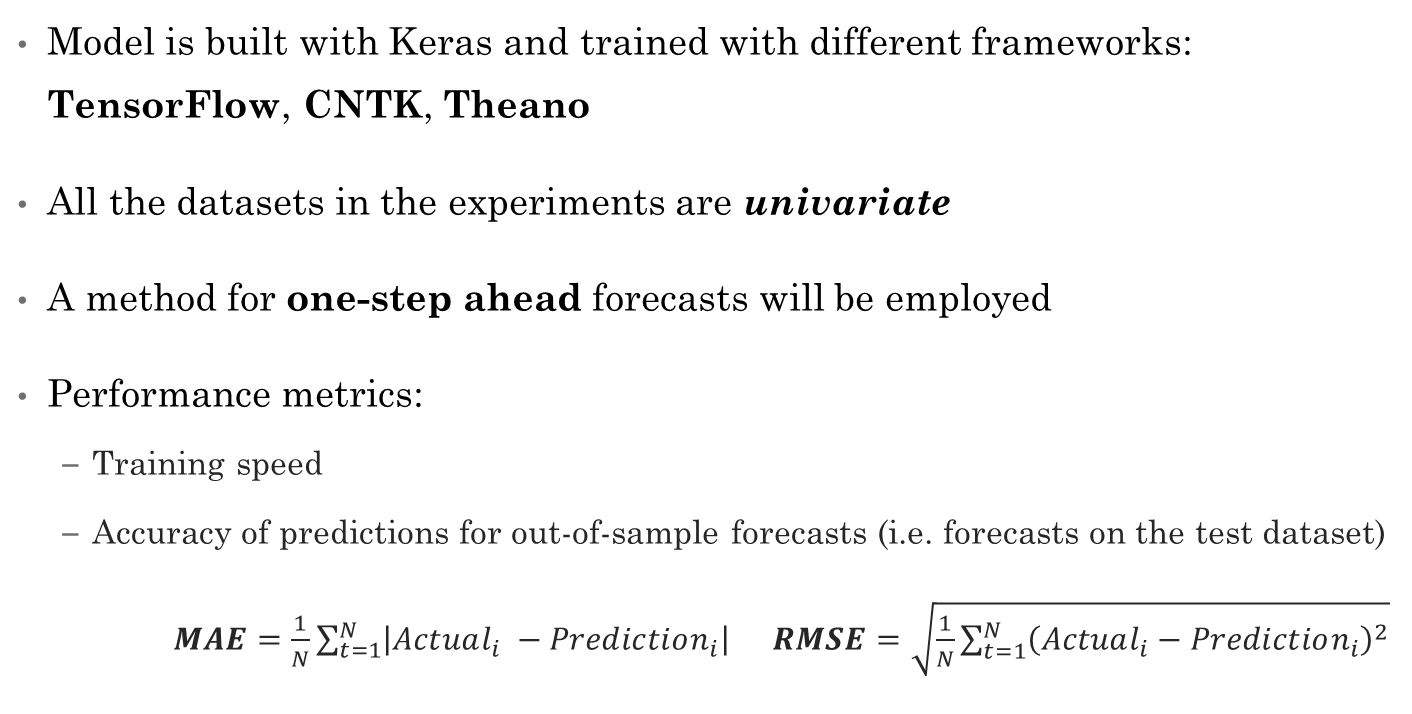 • Model is built with Keras and trained with different frameworks:
TensorFlow, CNTK, Theano
• All the datasets in the experiments are univariate
• A method for one-step ahead forecasts will be employed
• Performance metrics:
– Training speed
– Accuracy of predictions for out-of-sample forecasts (i.e. forecasts on the test dataset)
MAE = 1/N ∑_{t=1}^{N} |Actual_i − Prediction_i| RMSE = √(1/N ∑_{t=1}^{N} (Actual_i − Prediction_i)²)